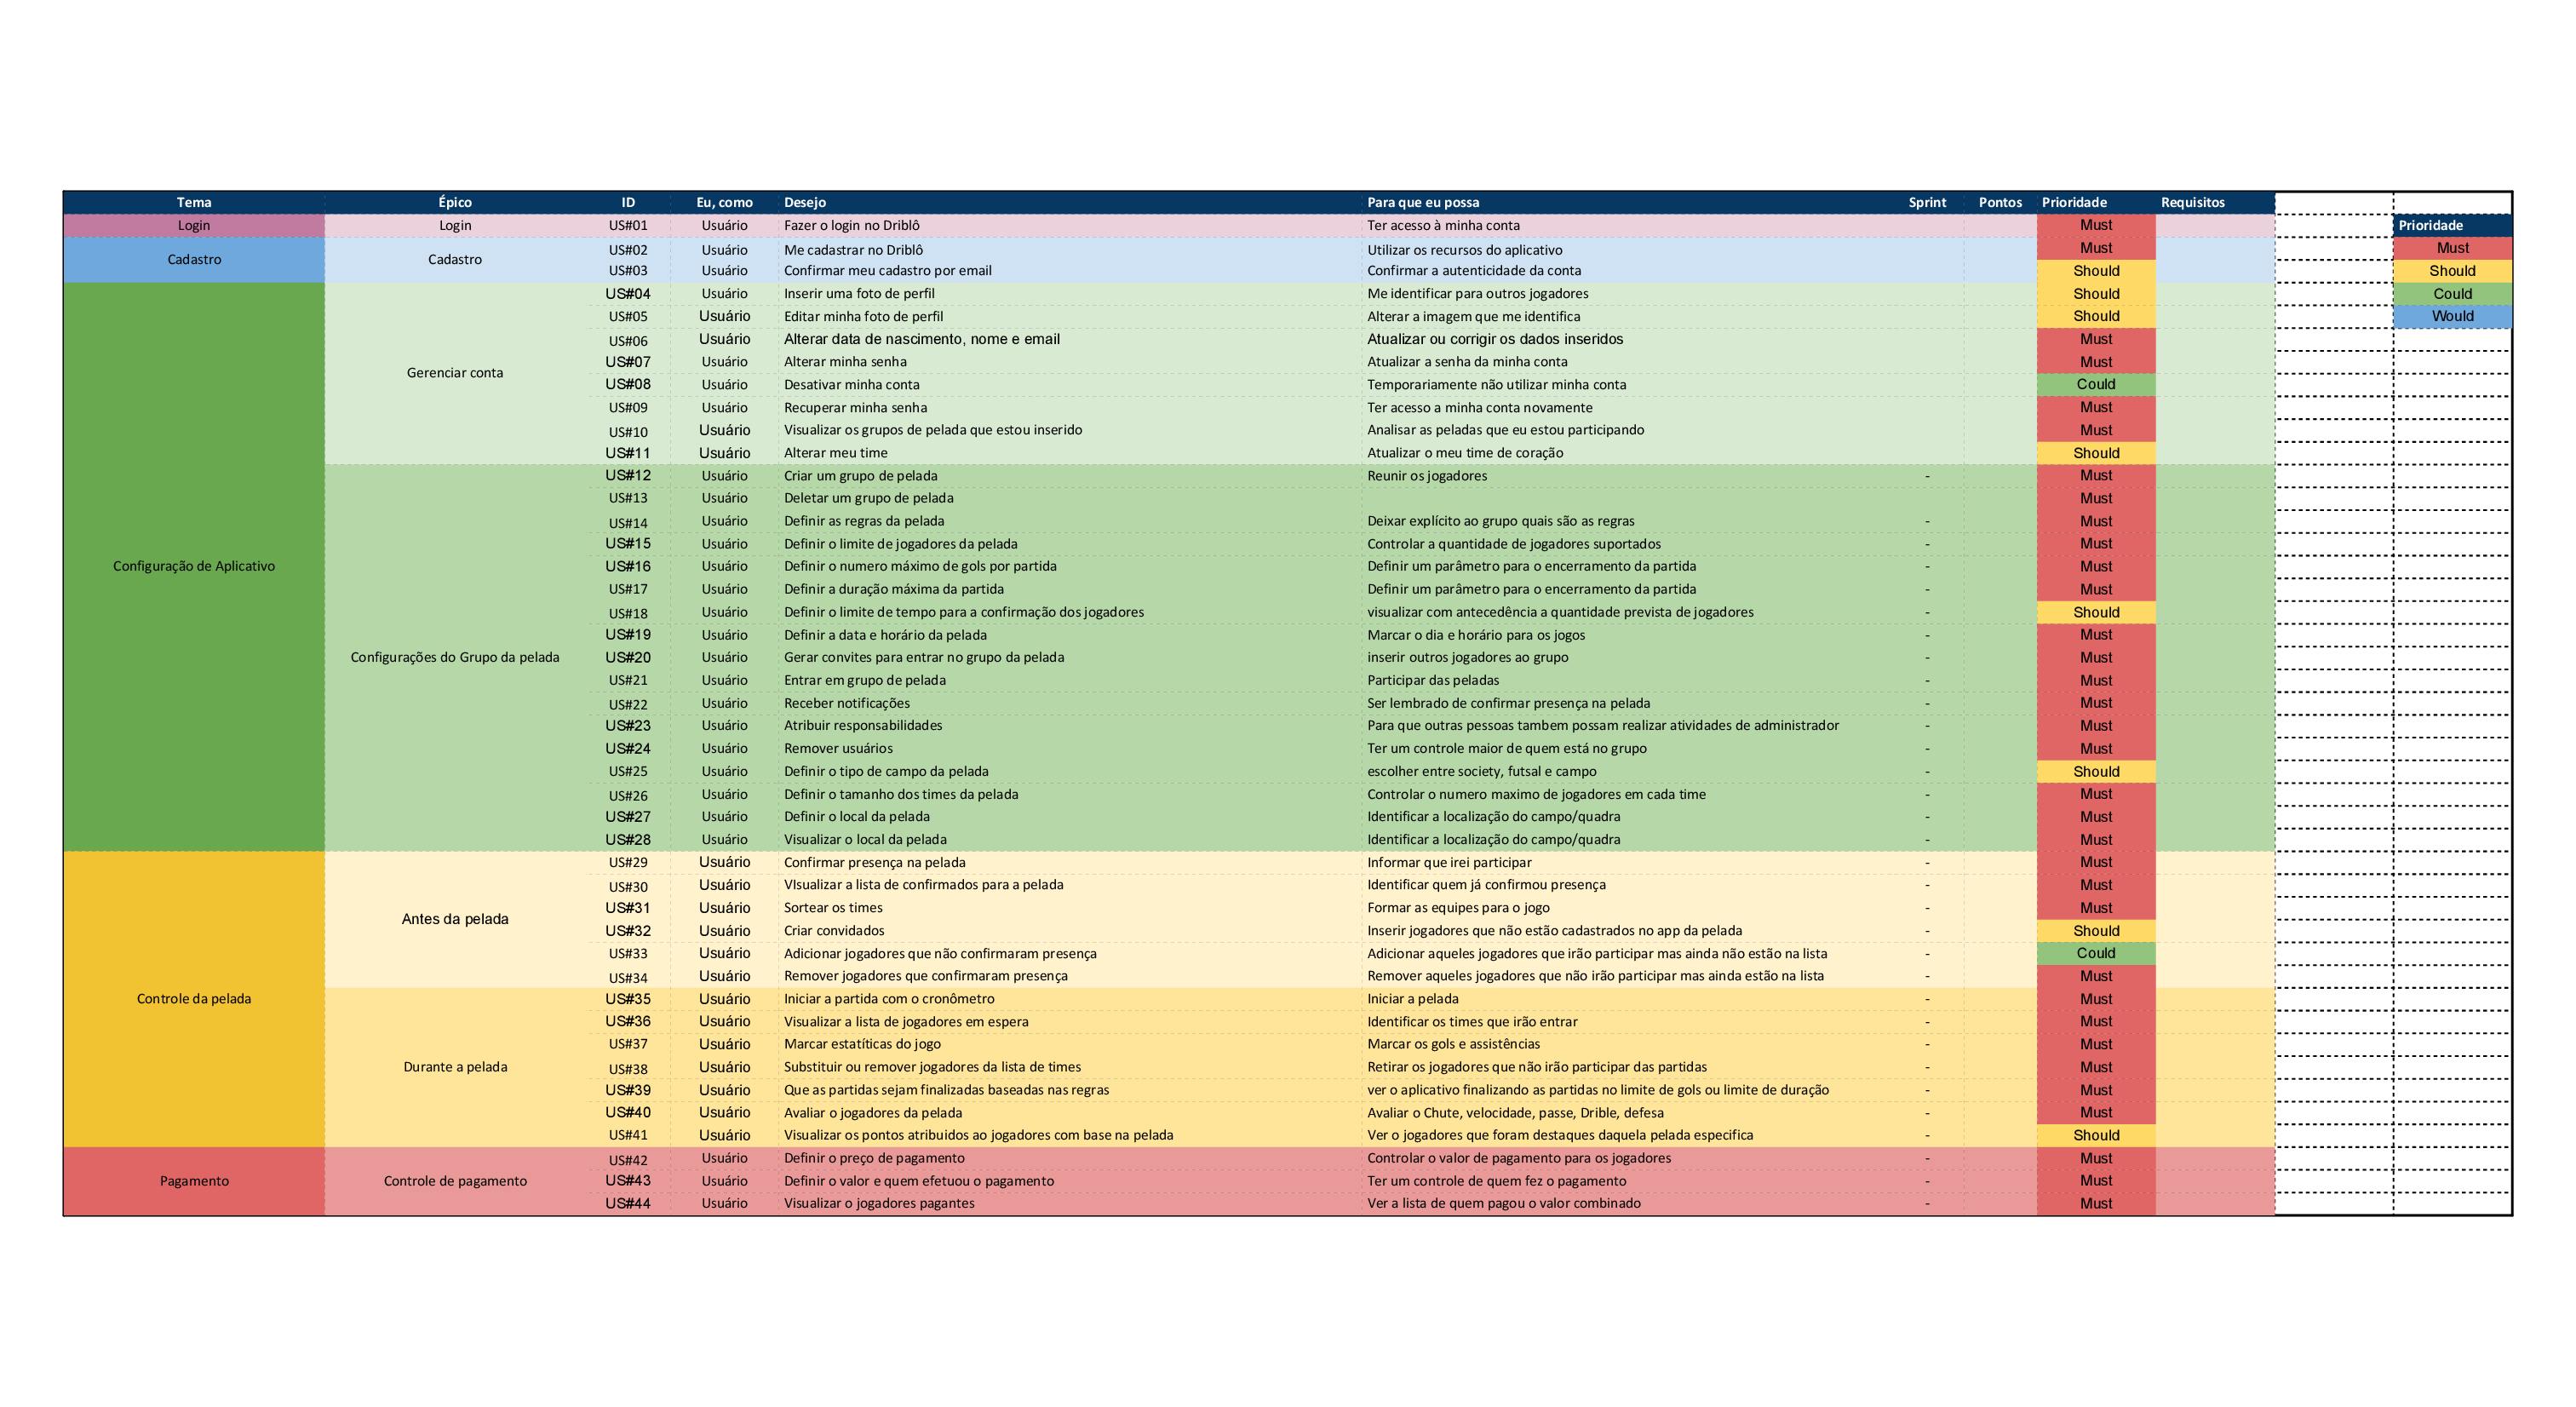 Tema Épico ID Eu, como Desejo Para que eu possa Sprint Pontos Prioridade Requisitos
Login Login US#01 Usuário Fazer o login no Driblô Ter acesso à minha conta Must Prioridade
Cadastro Cadastro US#02 Usuário Me cadastrar no Driblô Utilizar os recursos do aplicativo Must Must
US#03 Usuário Confirmar meu cadastro por email Confirmar a autenticidade da conta Should Should
US#04 Usuário Inserir uma foto de perfil Me identificar para outros jogadores Should Could
US#05 Usuário Editar minha foto de perfil Alterar a imagem que me identifica Should Would
US#06 Usuário Alterar data de nascimento, nome e email Atualizar ou corrigir os dados inseridos Must
US#07 Usuário Alterar minha senha Atualizar a senha da minha conta Must
Gerenciar conta US#08 Usuário Desativar minha conta Temporariamente não utilizar minha conta Could
US#09 Usuário Recuperar minha senha Ter acesso a minha conta novamente Must
US#10 Usuário Visualizar os grupos de pelada que estou inserido Analisar as peladas que eu estou participando Must
US#11 Usuário Alterar meu time Atualizar o meu time de coração Should
US#12 Usuário Criar um grupo de pelada Reunir os jogadores - Must
US#13 Usuário Deletar um grupo de pelada Must
US#14 Usuário Definir as regras da pelada Deixar explícito ao grupo quais são as regras - Must
US#15 Usuário Definir o limite de jogadores da pelada Controlar a quantidade de jogadores suportados - Must
Configuração de Aplicativo US#16 Usuário Definir o numero máximo de gols por partida Definir um parâmetro para o encerramento da partida - Must
US#17 Usuário Definir a duração máxima da partida Definir um parâmetro para o encerramento da partida - Must
US#18 Usuário Definir o limite de tempo para a confirmação dos jogadores visualizar com antecedência a quantidade prevista de jogadores - Should
US#19 Usuário Definir a data e horário da pelada Marcar o dia e horário para os jogos - Must
Configurações do Grupo da pelada US#20 Usuário Gerar convites para entrar no grupo da pelada inserir outros jogadores ao grupo - Must
US#21 Usuário Entrar em grupo de pelada Participar das peladas - Must
US#22 Usuário Receber notificações Ser lembrado de confirmar presença na pelada - Must
US#23 Usuário Atribuir responsabilidades Para que outras pessoas tambem possam realizar atividades de administrador - Must
US#24 Usuário Remover usuários Ter um controle maior de quem está no grupo - Must
US#25 Usuário Definir o tipo de campo da pelada escolher entre society, futsal e campo - Should
US#26 Usuário Definir o tamanho dos times da pelada Controlar o numero maximo de jogadores em cada time - Must
US#27 Usuário Definir o local da pelada Identificar a localização do campo/quadra - Must
US#28 Usuário Visualizar o local da pelada Identificar a localização do campo/quadra - Must
US#29 Usuário Confirmar presença na pelada Informar que irei participar - Must
US#30 Usuário VIsualizar a lista de confirmados para a pelada Identificar quem já confirmou presença - Must
US#31 Usuário Sortear os times Formar as equipes para o jogo - Must
Antes da pelada US#32 Usuário Criar convidados Inserir jogadores que não estão cadastrados no app da pelada - Should
US#33 Usuário Adicionar jogadores que não confirmaram presença Adicionar aqueles jogadores que irão participar mas ainda não estão na lista - Could
US#34 Usuário Remover jogadores que confirmaram presença Remover aqueles jogadores que não irão participar mas ainda estão na lista - Must
Controle da pelada US#35 Usuário Iniciar a partida com o cronômetro Iniciar a pelada - Must
US#36 Usuário Visualizar a lista de jogadores em espera Identificar os times que irão entrar - Must
US#37 Usuário Marcar estatíticas do jogo Marcar os gols e assistências - Must
Durante a pelada US#38 Usuário Substituir ou remover jogadores da lista de times Retirar os jogadores que não irão participar das partidas - Must
US#39 Usuário Que as partidas sejam finalizadas baseadas nas regras ver o aplicativo finalizando as partidas no limite de gols ou limite de duração - Must
US#40 Usuário Avaliar o jogadores da pelada Avaliar o Chute, velocidade, passe, Drible, defesa - Must
US#41 Usuário Visualizar os pontos atribuidos ao jogadores com base na pelada Ver o jogadores que foram destaques daquela pelada especifica - Should
US#42 Usuário Definir o preço de pagamento Controlar o valor de pagamento para os jogadores - Must
Pagamento Controle de pagamento US#43 Usuário Definir o valor e quem efetuou o pagamento Ter um controle de quem fez o pagamento - Must
US#44 Usuário Visualizar o jogadores pagantes Ver a lista de quem pagou o valor combinado - Must